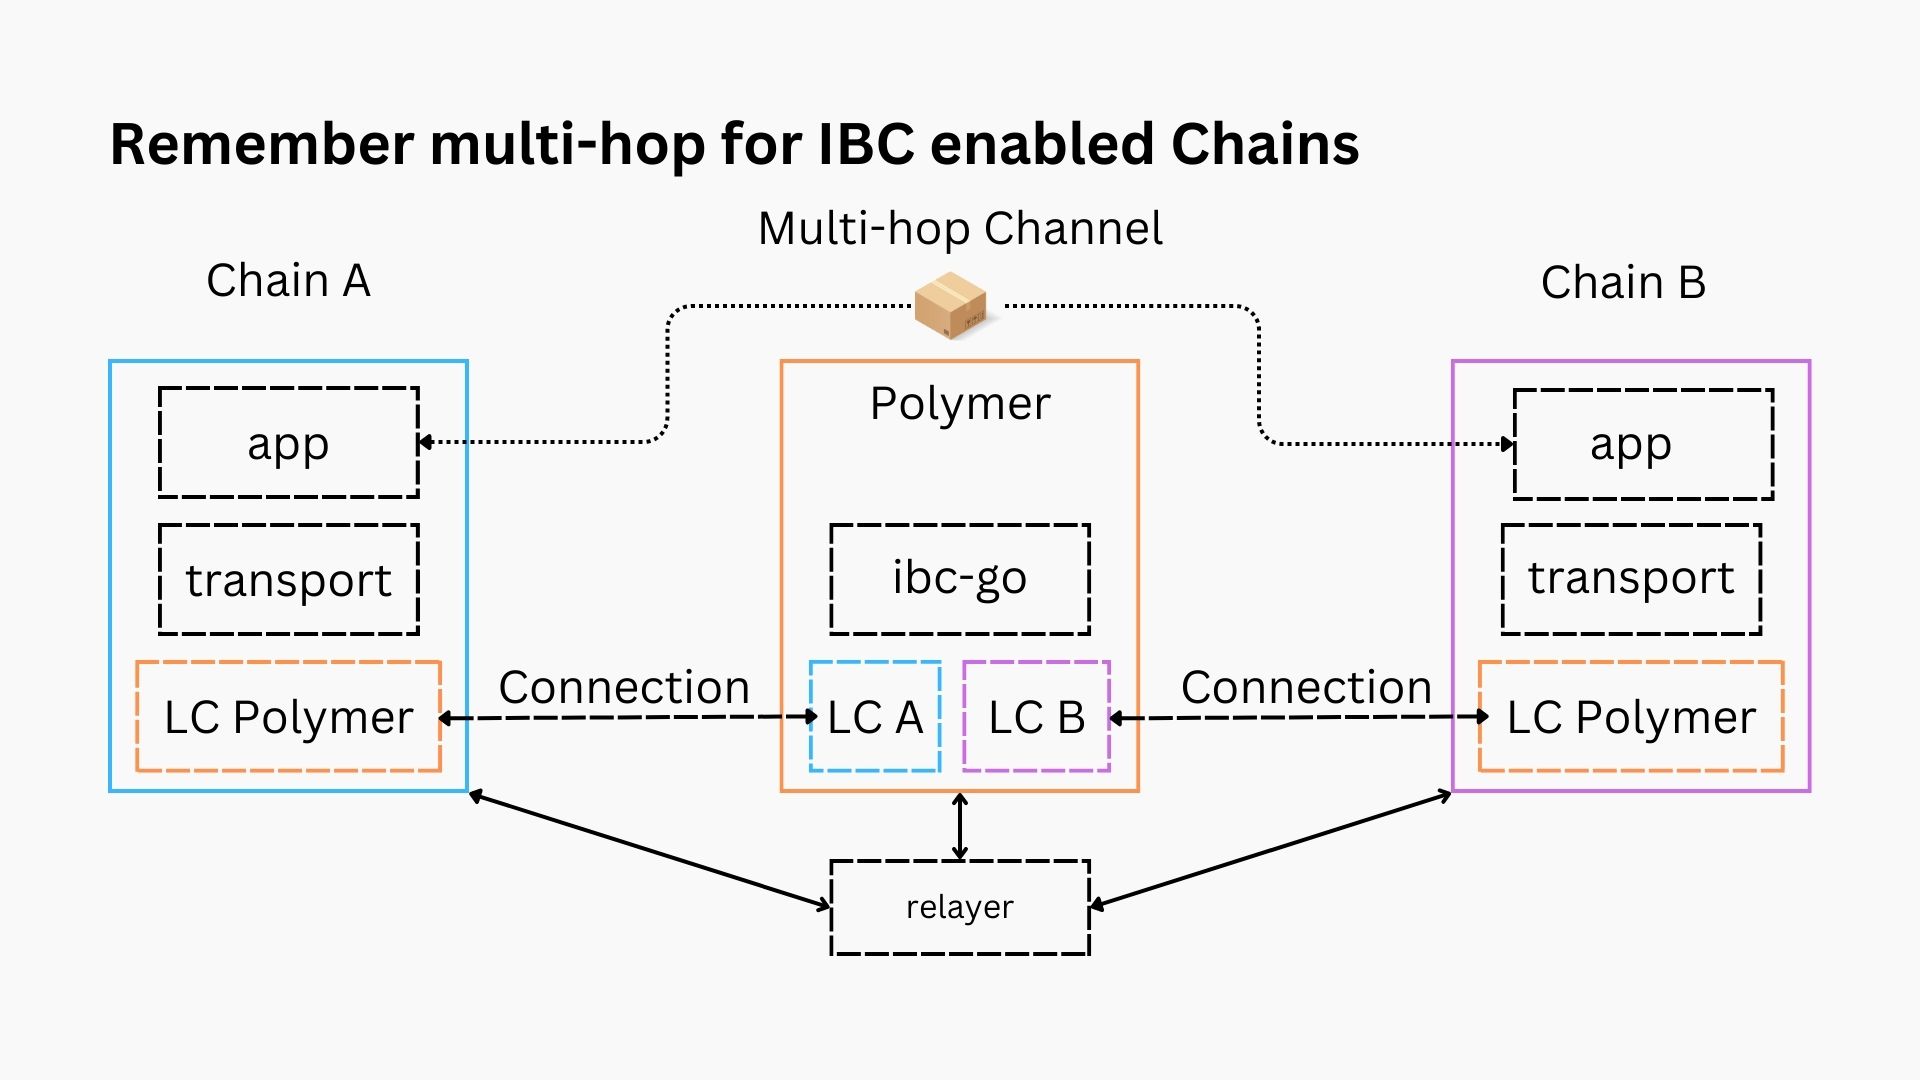 Remember multi-hop for IBC enabled Chains
Multi-hop Channel
Chain A
Chain B
app
transport
LC Polymer
Connection
Polymer
ibc-go
LC A
LC B
Connection
app
transport
LC Polymer
relayer